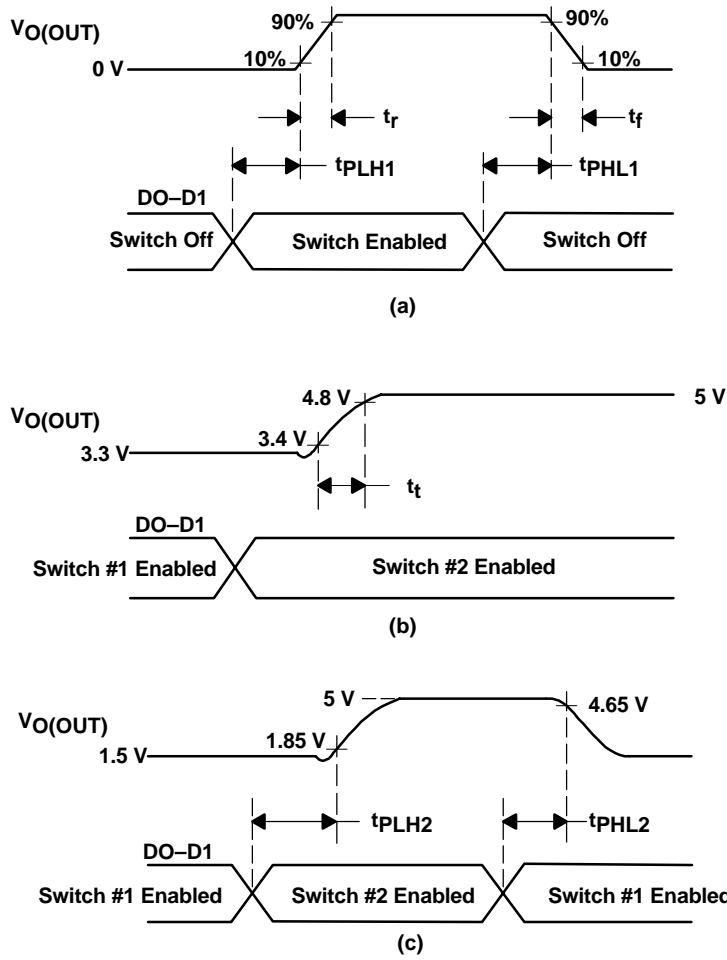 VO(OUT)
90%
90%
10%
10%
0 V
tr
tf
tPLH1
tPHL1
DO–D1
Switch Off
Switch Enabled
Switch Off
(a)
4.8 V
5 V
VO(OUT)
3.4 V
3.3 V
tt
DO–D1
Switch #1 Enabled
Switch #2 Enabled
(b)
5 V
4.65 V
VO(OUT)
1.85 V
1.5 V
tPLH2
tPHL2
DO–D1
Switch #1 Enabled
Switch #2 Enabled
Switch #1 Enabled
(c)